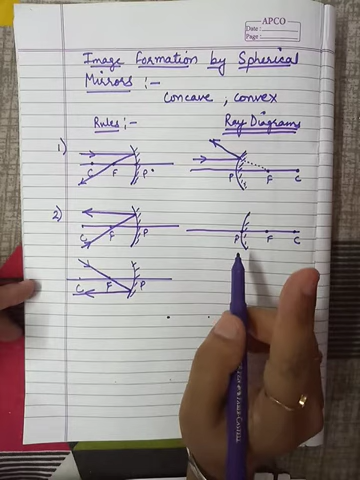 APCO
Date:
Page:
Image Formation by Spherical
Mirrors :-
Concave , convex
Rules :-
Ray Diagrams
1)
C F P
P F C
2)
C F P
P F C
C F P